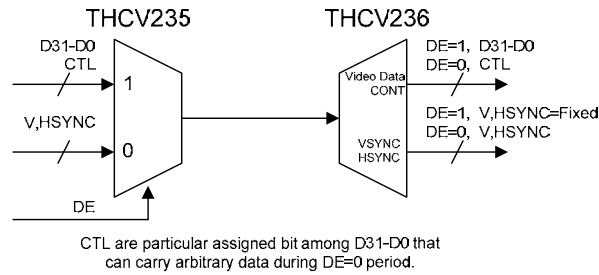 THCV235
THCV236
D31-D0
CTL
1
V,HSYNC
0
DE
Video Data
CONT
VSYNC
HSYNC
DE=1, D31-D0
DE=0, CTL
DE=1, V,HSYNC=Fixed
DE=0, V,HSYNC
CTL are particular assigned bit among D31-D0 that
can carry arbitrary data during DE=0 period.